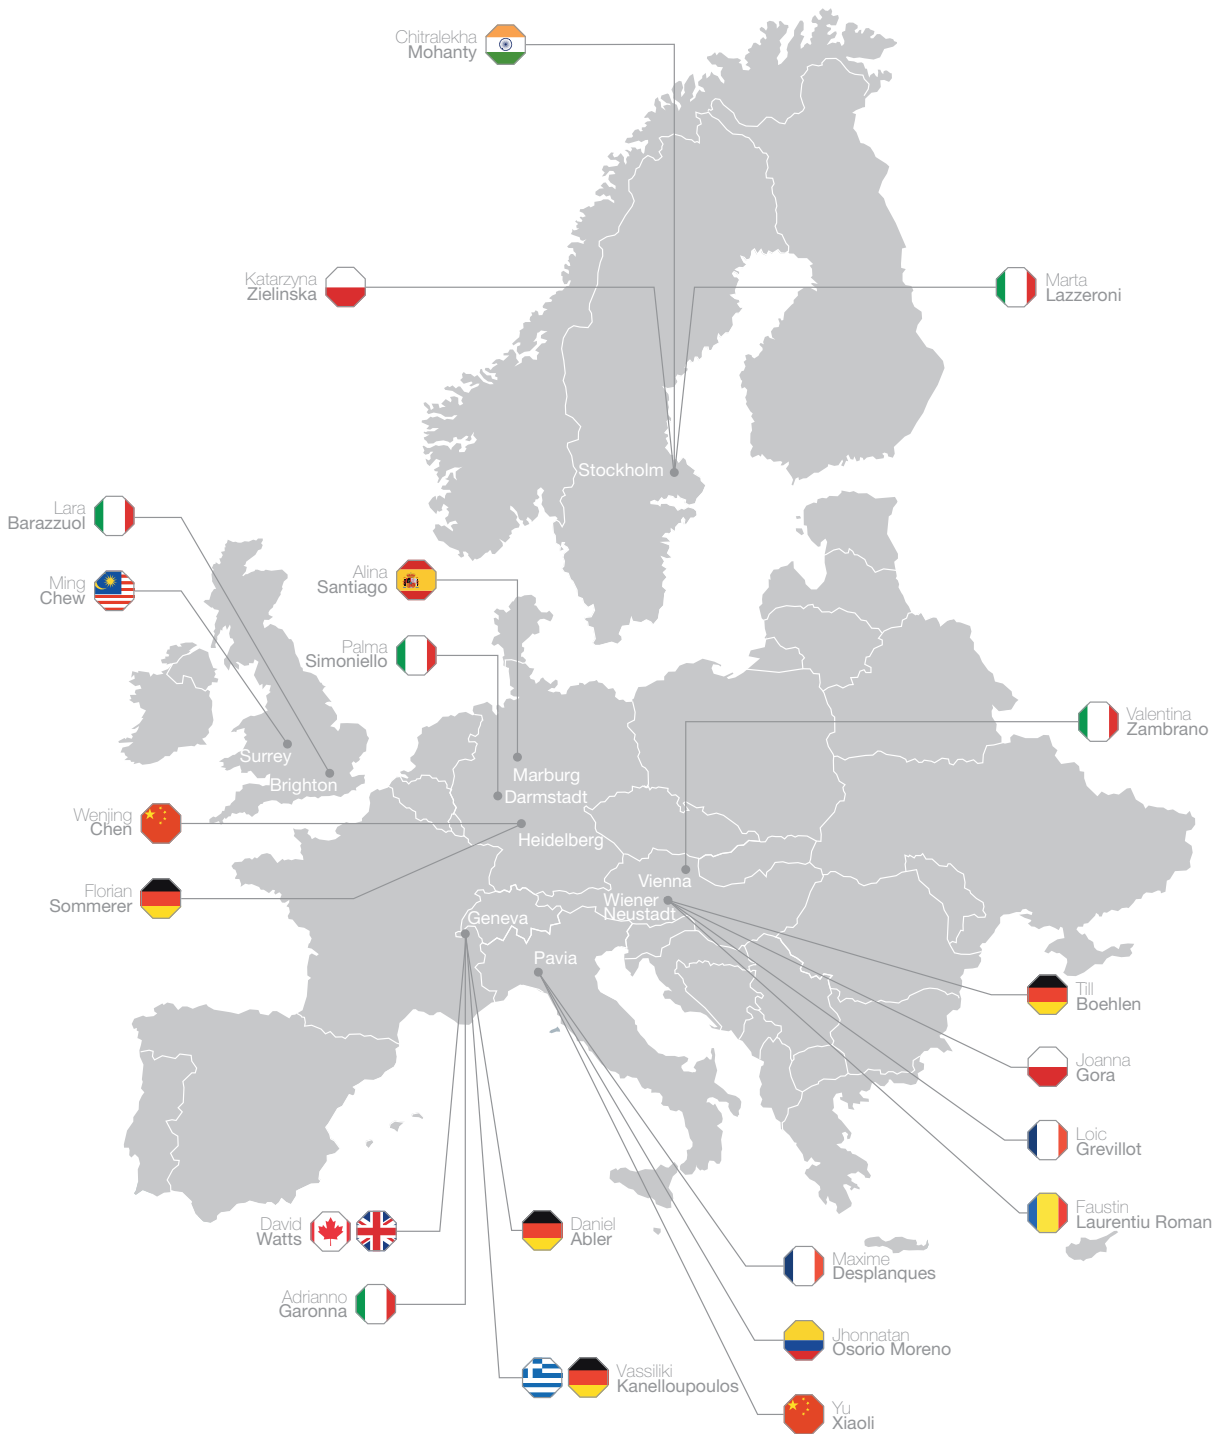 Chitralekha
Mohanty
Katarzyna
Zielinska
Marta
Lazzeroni
Stockholm
Lara
Barazzuol
Ming
Chew
Alina
Santiago
Palma
Simoniello
Valentina
Zambrano
Surrey
Brighton
Marburg
Darmstadt
Wenjing
Chen
Heidelberg
Florian
Sommerer
Vienna
Wiener
Neustadt
Geneva
Pavia
Till
Boehlen
Joanna
Gora
Loic
Grevillot
Faustin
Laurentiu Roman
David
Watts
Daniel
Abler
Maxime
Desplanques
Adrianno
Garonna
Jhonnatan
Osorio Moreno
Vassiliki
Kanelloupoulos
Yu
Xiaoli